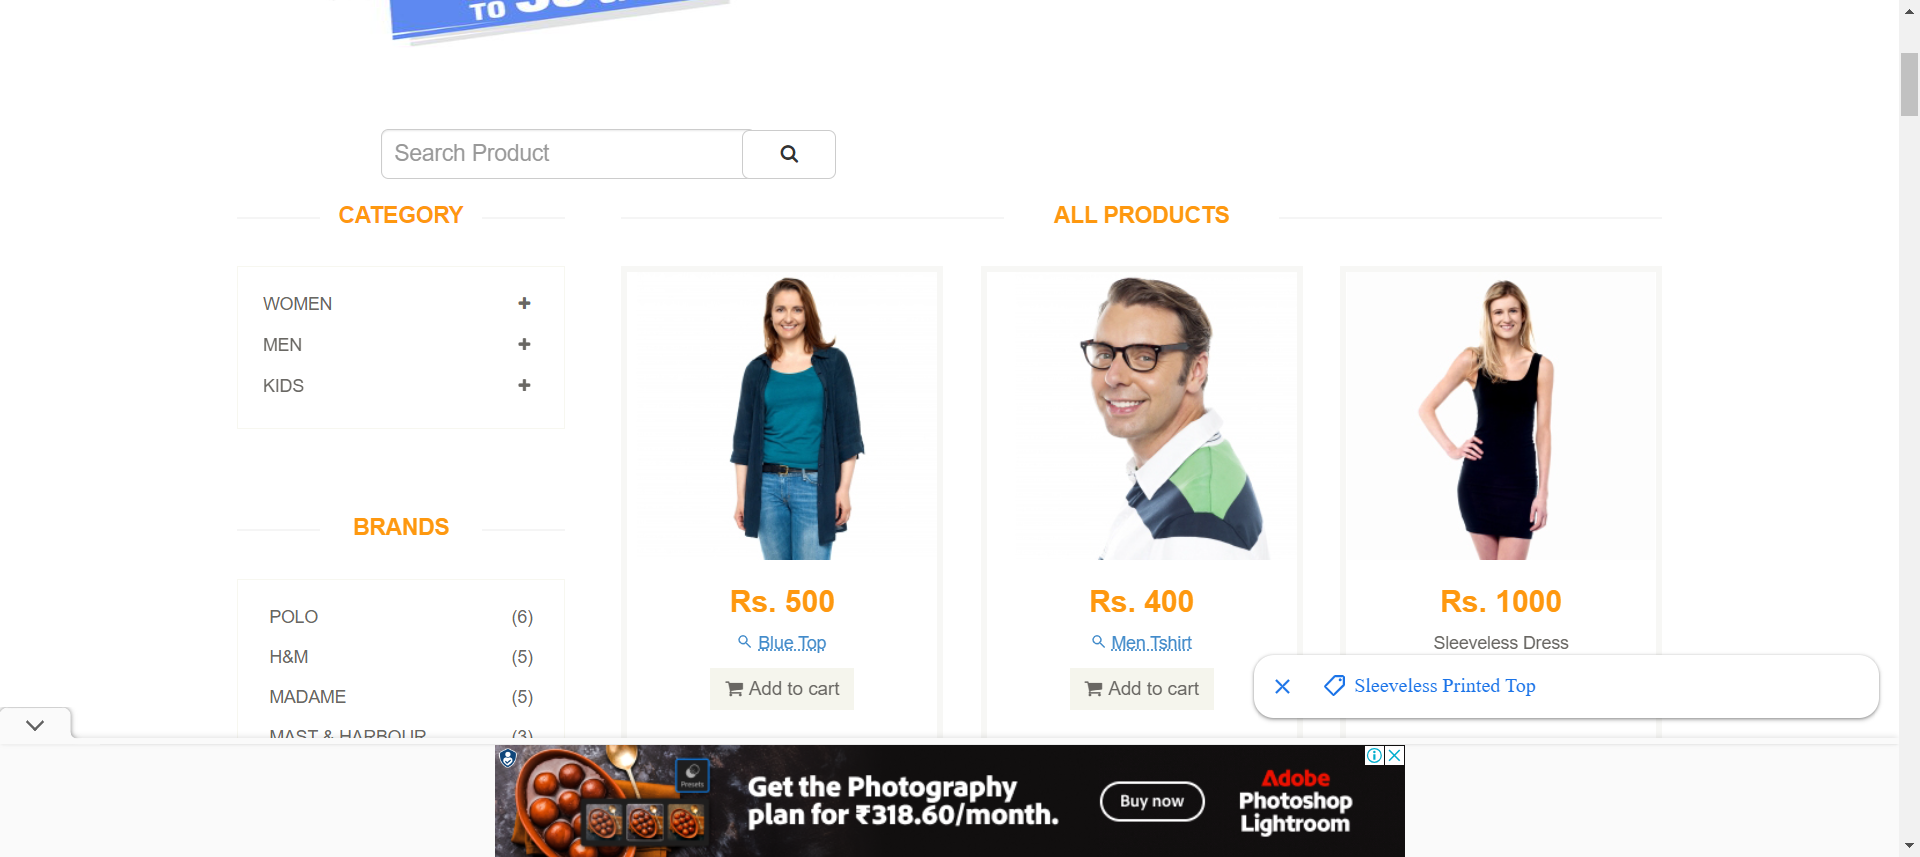 TO
Search Product
CATEGORY
ALL PRODUCTS
WOMEN
MEN
KIDS
BRANDS
POLO (6)
H&M (5)
MADAME (5)
MAST & HARBOUR (3)
Rs. 500
Blue Top
Add to cart
Rs. 400
Men Tshirt
Add to cart
Rs. 1000
Sleeveless Dress
Sleeveless Printed Top
Presets
Get the Photography
plan for ₹318.60/month.
Buy now
Adobe
Photoshop
Lightroom